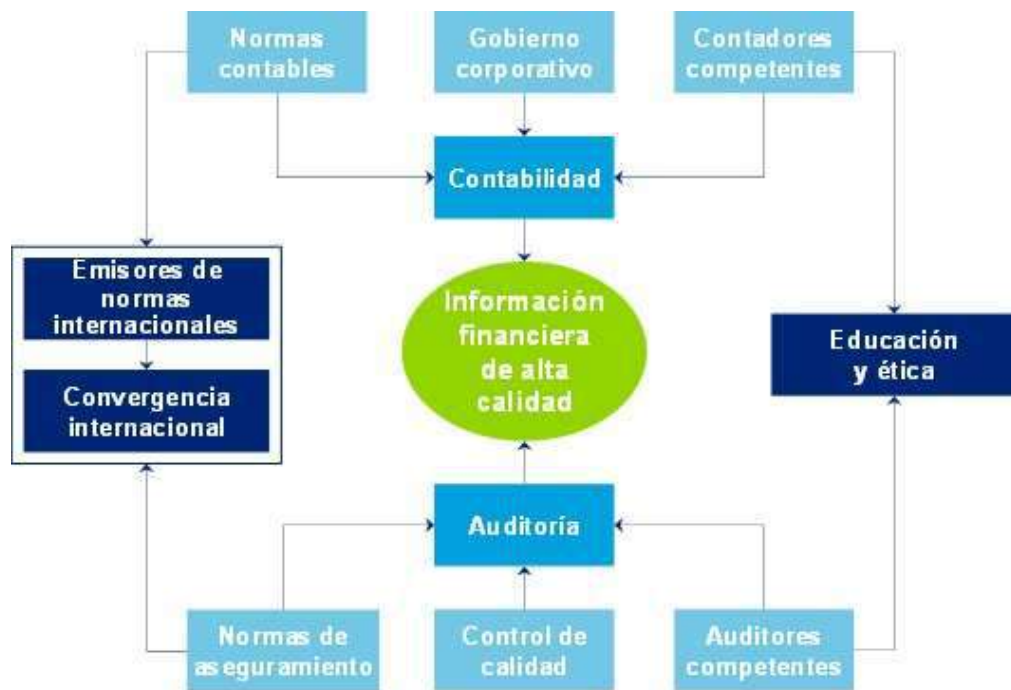 Normas
contables
Gobierno
corporativo
Contadores
competentes
Contabilidad
Emisores de
normas
internacionales
Convergencia
internacional
Información
financiera
de alta
calidad
Educación
y ética
Auditoría
Normas de
aseguramiento
Control de
calidad
Auditores
competentes